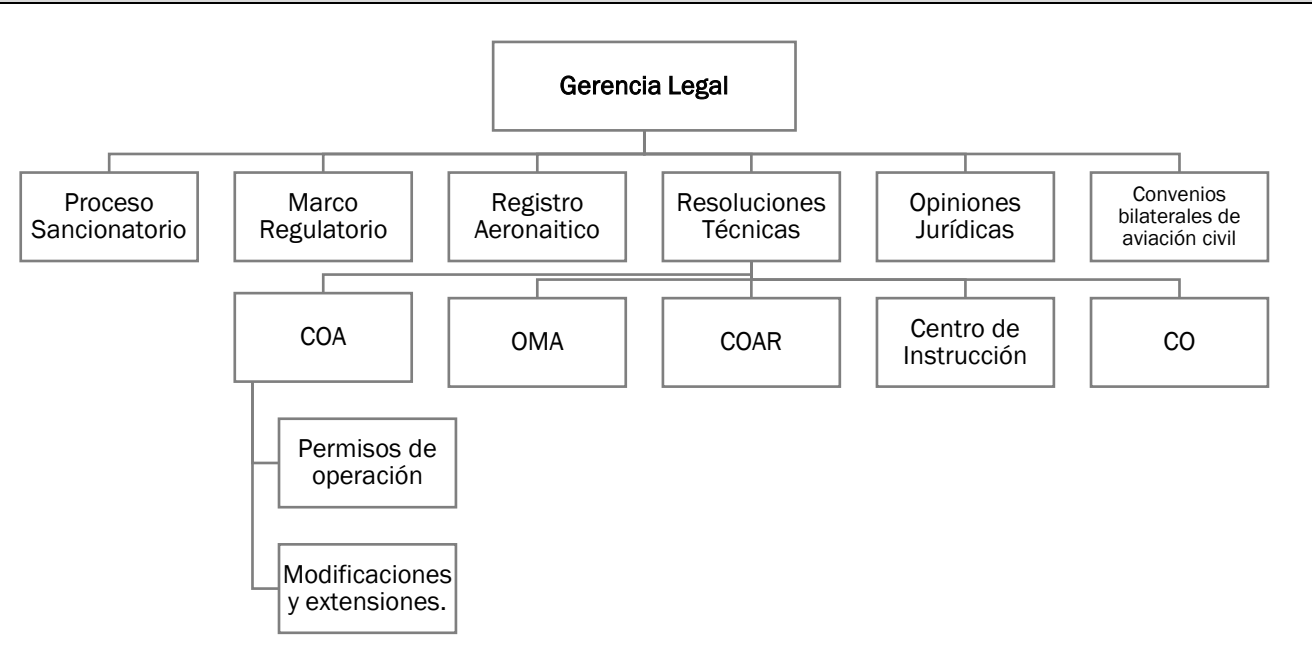 Gerencia Legal
Proceso
Sancionatorio
Marco
Regulatorio
Registro
Aeronaitico
Resoluciones
Técnicas
Opiniones
Jurídicas
Convenios
bilaterales de
aviación civil
COA
OMA
COAR
Centro de
Instrucción
CO
Permisos de
operación
Modificaciones
y extensiones.